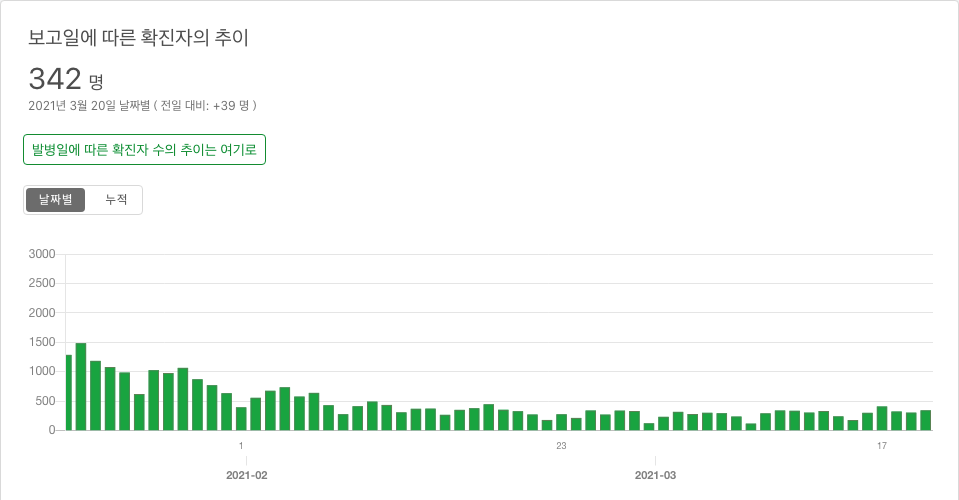 보고일에 따른 확진자의 추이
342 명
2021년 3월 20일 날짜별 ( 전일 대비: +39 명 )
발병일에 따른 확진자 수의 추이는 여기로
날짜별 누적
3000
2500
2000
1500
1000
500
0
1 23 17
2021-02 2021-03